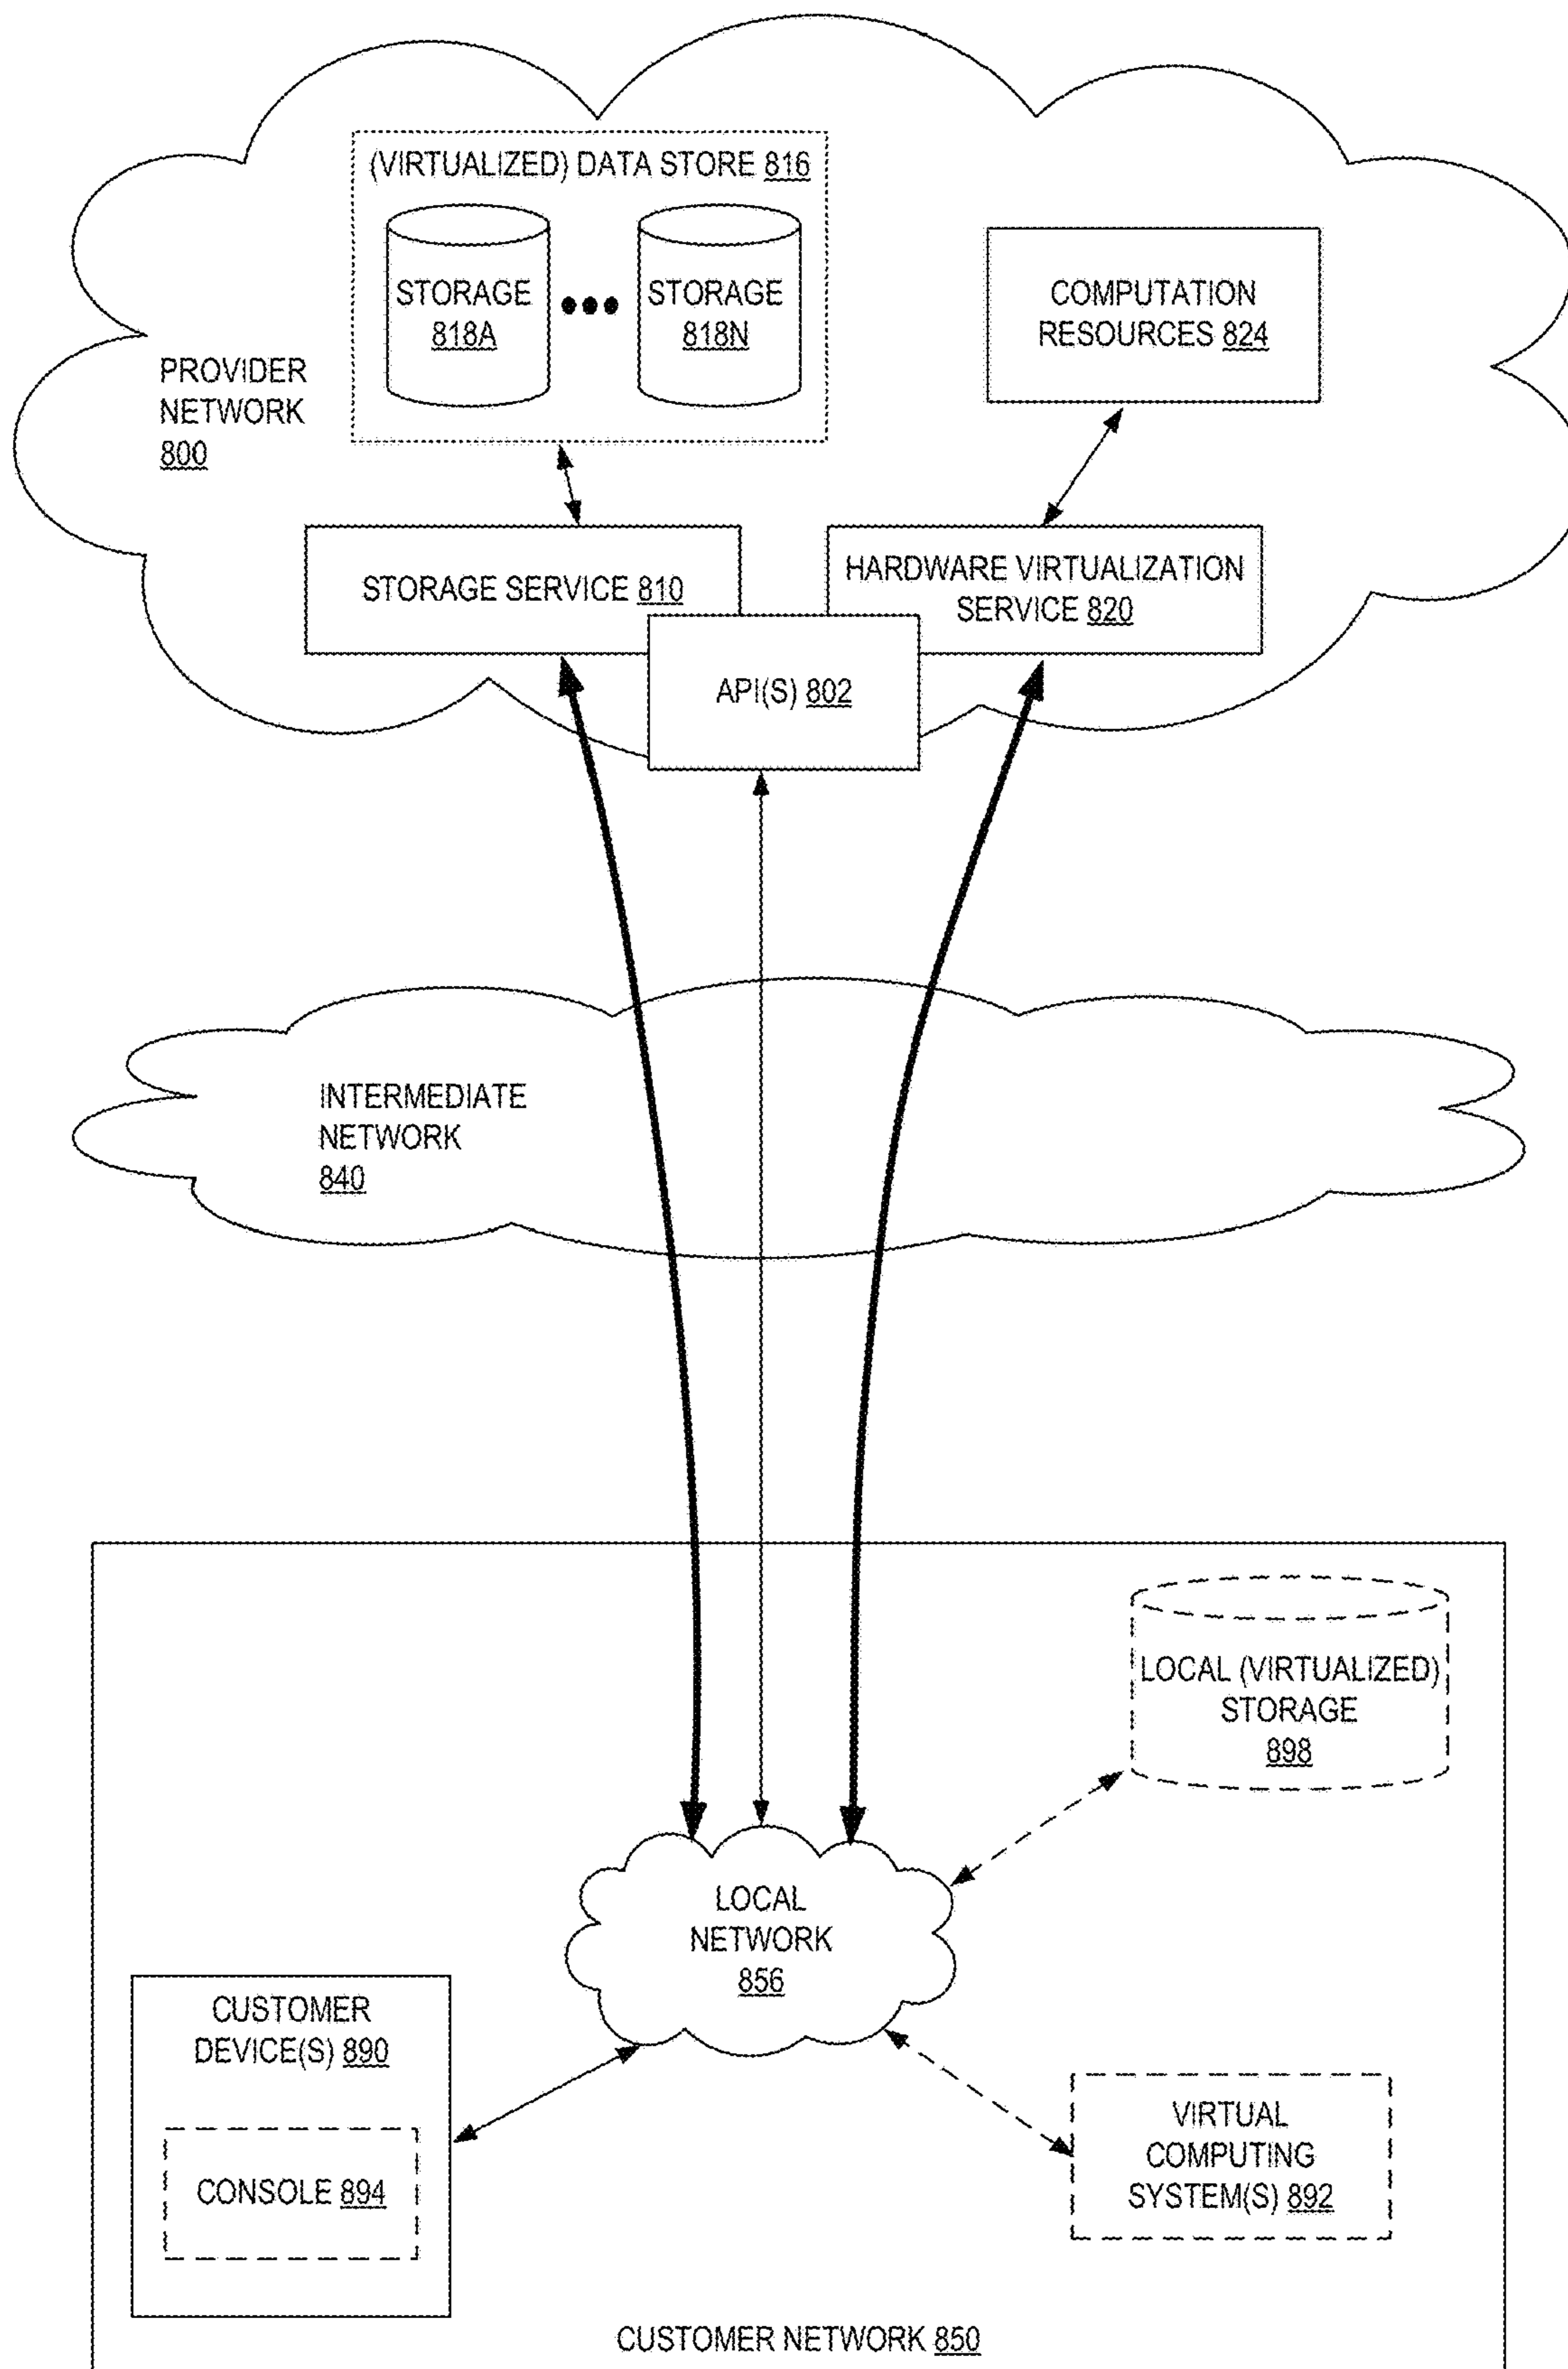 (VIRTUALIZED) DATA STORE 816
STORAGE
818A
STORAGE
818N
COMPUTATION
RESOURCES 824
PROVIDER
NETWORK
800
STORAGE SERVICE 810
HARDWARE VIRTUALIZATION
SERVICE 820
API(S) 802
INTERMEDIATE
NETWORK
840
LOCAL (VIRTUALIZED)
STORAGE
898
LOCAL
NETWORK
856
CUSTOMER
DEVICE(S) 890
CONSOLE 894
VIRTUAL
COMPUTING
SYSTEM(S) 892
CUSTOMER NETWORK 850